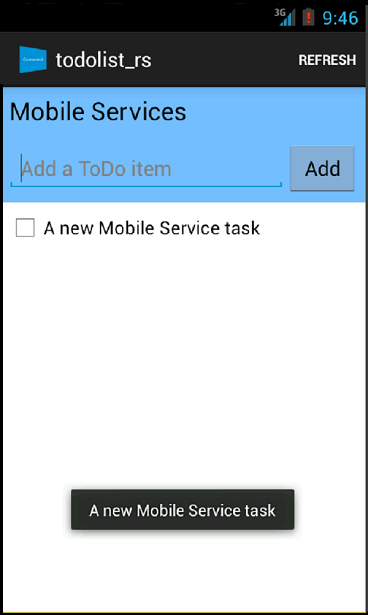 3G 9:46
todolist_rs REFRESH
Mobile Services
Add a ToDo item Add
A new Mobile Service task
A new Mobile Service task